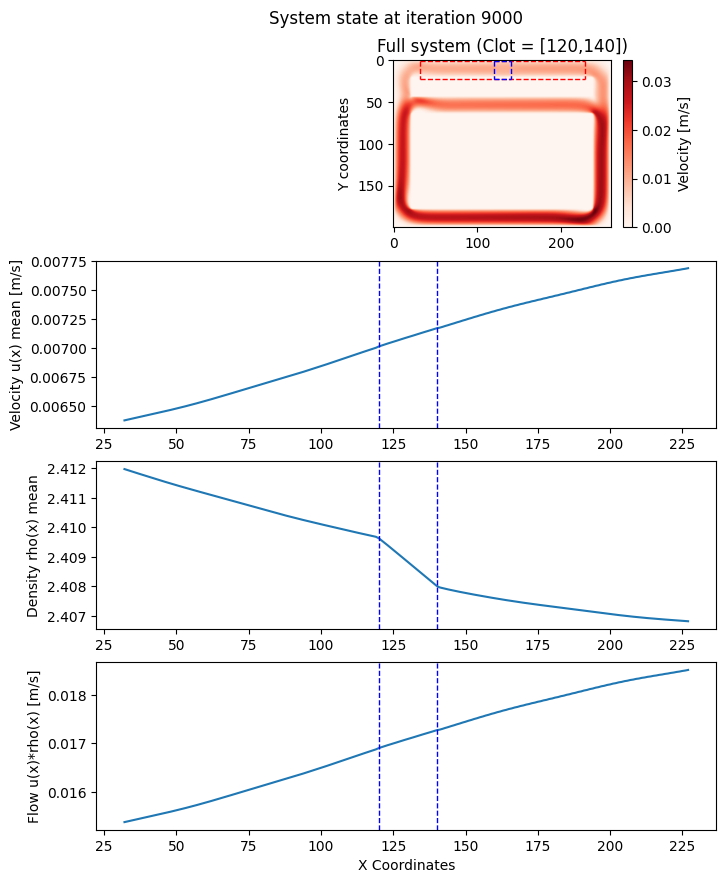 System state at iteration 9000
Full system (Clot = [120,140])
0
50
100
150
Y coordinates
0 100 200
0.03
0.02
0.01
0.00
Velocity [m/s]
0.00775
0.00750
0.00725
0.00700
0.00675
0.00650
Velocity u(x) mean [m/s]
25 50 75 100 125 150 175 200 225
2.412
2.411
2.410
2.409
2.408
2.407
Density rho(x) mean
25 50 75 100 125 150 175 200 225
0.018
0.017
0.016
Flow u(x)*rho(x) [m/s]
25 50 75 100 125 150 175 200 225
X Coordinates